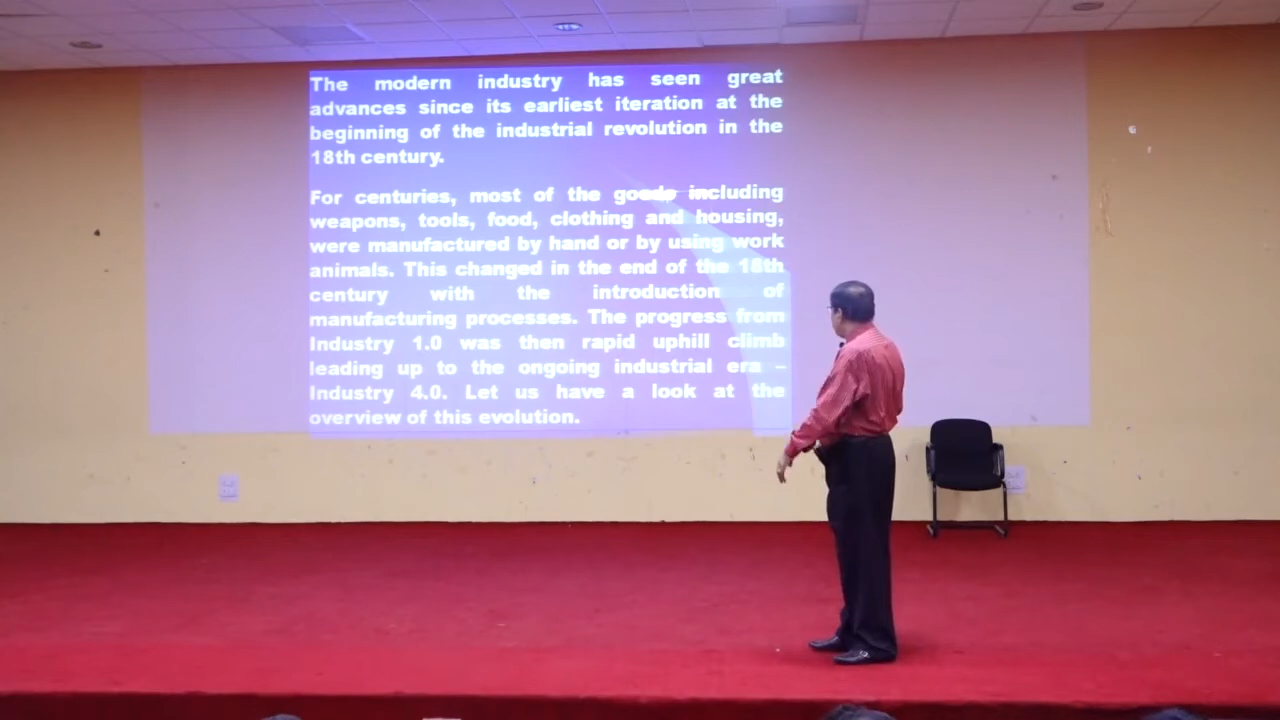 The modern industry has seen great
advances since its earliest iteration at the
beginning of the industrial revolution in the
18th century.
For centuries, most of the goods including
weapons, tools, food, clothing and housing,
were manufactured by hand or by using work
animals. This changed in the end of the 18th
century with the introduction of
manufacturing processes. The progress from
Industry 1.0 was then rapid uphill climb
leading up to the ongoing industrial era –
Industry 4.0. Let us have a look at the
overview of this evolution.